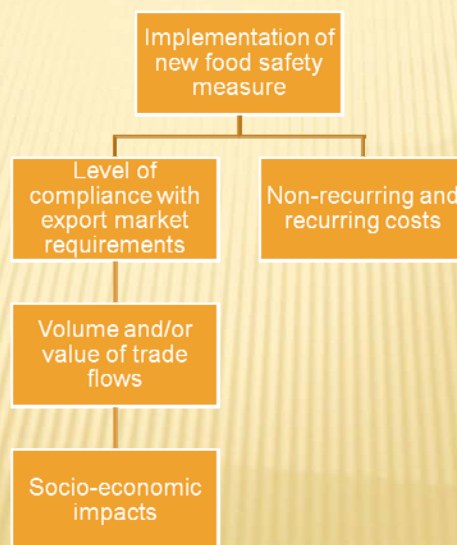 Implementation of
new food safety
measure
Level of
compliance with
export market
requirements
Non-recurring and
recurring costs
Volume and/or
value of trade
flows
Socio-economic
impacts